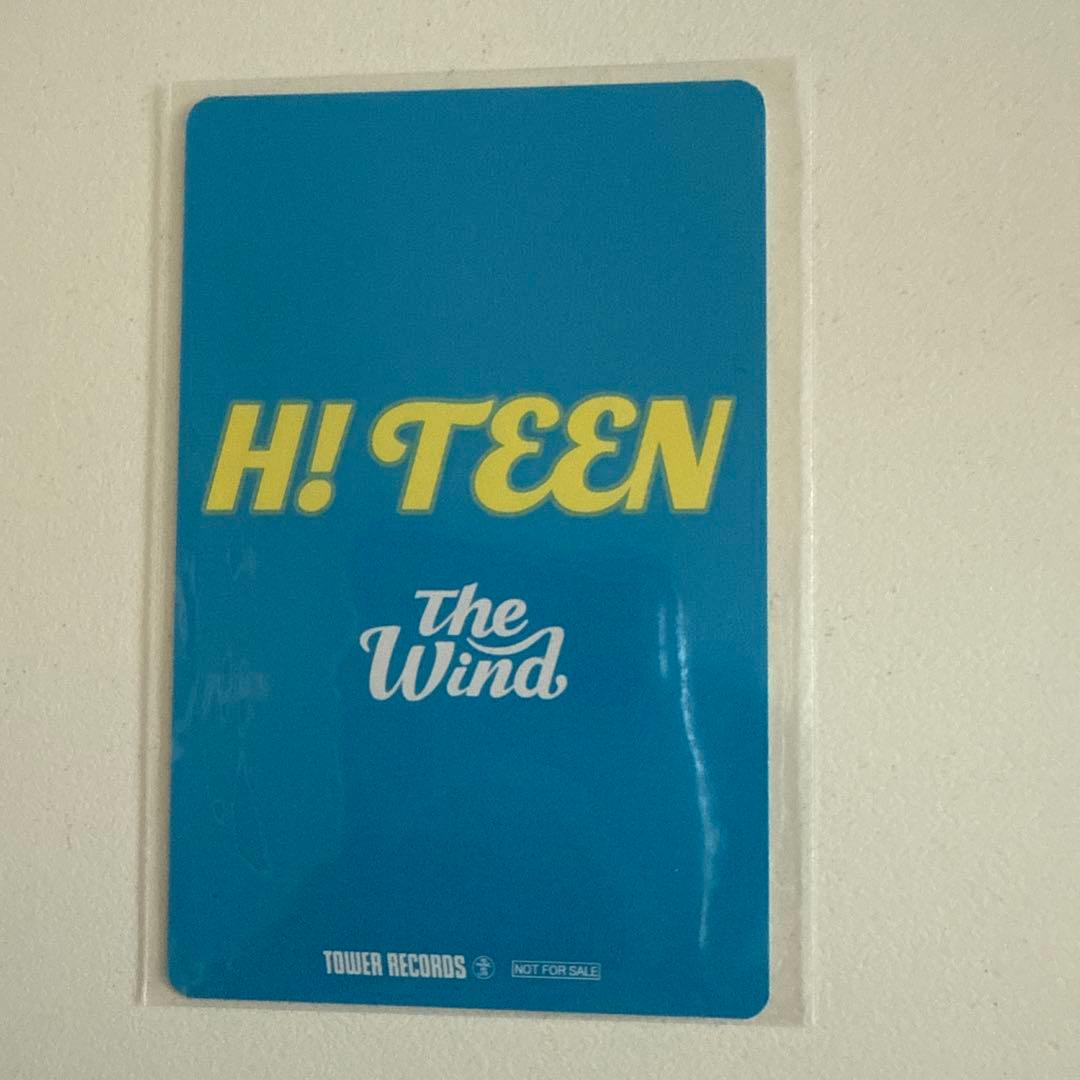 H! TEEN
The
Wind
TOWER RECORDS NOT FOR SALE